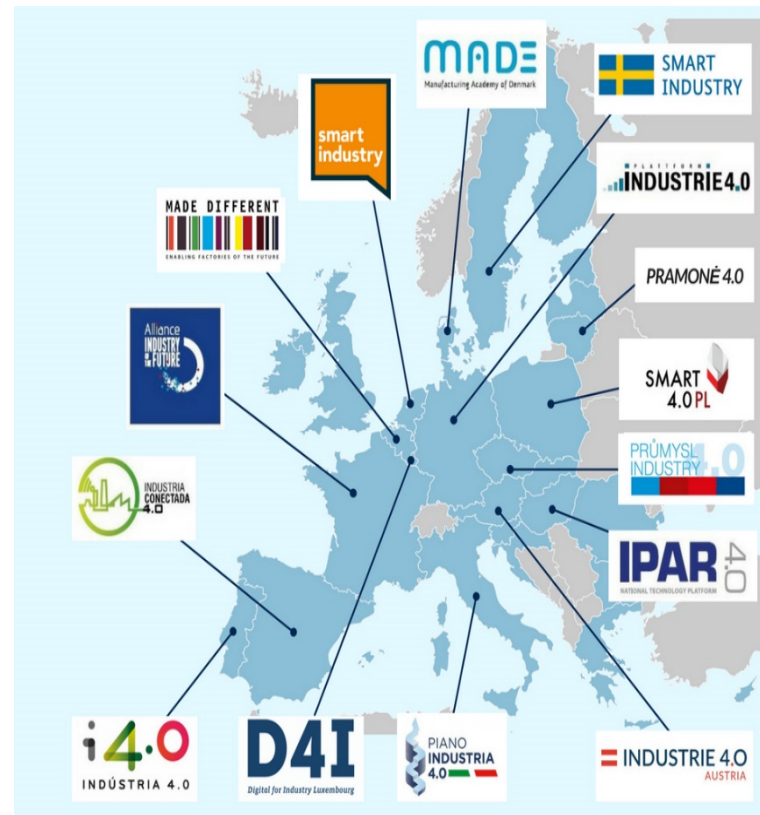 MADE
Manufacturing Academy of Denmark
SMART
INDUSTRY
smart
industry
PLATTFORM
INDUSTRIE4.0
MADE DIFFERENT
ENABLING FACTORIES OF THE FUTURE
PRAMONĖ 4.0
Alliance
INDUSTRY
OF THE FUTURE
SMART
4.0 PL
PRŮMYSL 4.0
INDUSTRY
INDUSTRIA
CONECTADA
4.0
IPAR 4.0
NATIONAL TECHNOLOGY PLATFORM
i4.0
INDÚSTRIA 4.0
D4I
Digital for Industry Luxembourg
PIANO
INDUSTRIA
4.0
INDUSTRIE 4.0
AUSTRIA